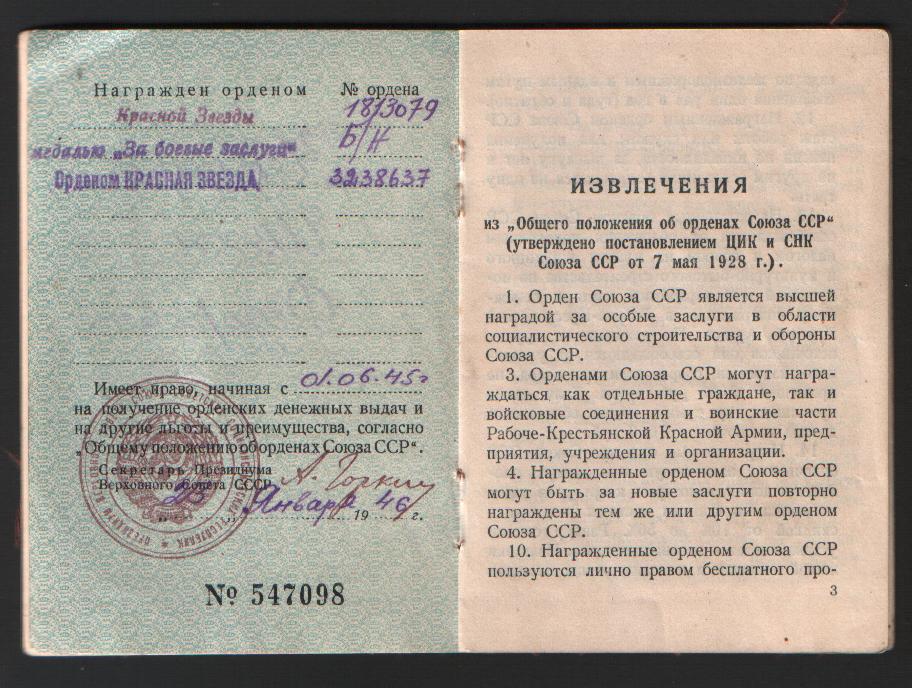 Награжден орденом № ордена
Красной Звезды 1813079
медалью „За боевые заслуги“ Б/Н
Орденом КРАСНАЯ ЗВЕЗДА 3238637
Имеет право, начиная с 01.06.45г
на получение орденских денежных выдач и
на другие льготы и преимущества, согласно
„Общему положению об орденах Союза ССР“.
Секретарь Президиума
Верховного Совета СССР А. Горкин
„23“ Января 1946 г.
№ 547098
ИЗВЛЕЧЕНИЯ
из „Общего положения об орденах Союза ССР“
(утверждено постановлением ЦИК и СНК
Союза ССР от 7 мая 1928 г.).
1. Орден Союза ССР является высшей
наградой за особые заслуги в области
социалистического строительства и обороны
Союза ССР.
3. Орденами Союза ССР могут награ-
ждаться как отдельные граждане, так и
войсковые соединения и воинские части
Рабоче-Крестьянской Красной Армии, пред-
приятия, учреждения и организации.
4. Награжденные орденом Союза ССР
могут быть за новые заслуги повторно
награждены тем же или другим орденом
Союза ССР.
10. Награжденные орденом Союза ССР
пользуются лично правом бесплатного про-
3